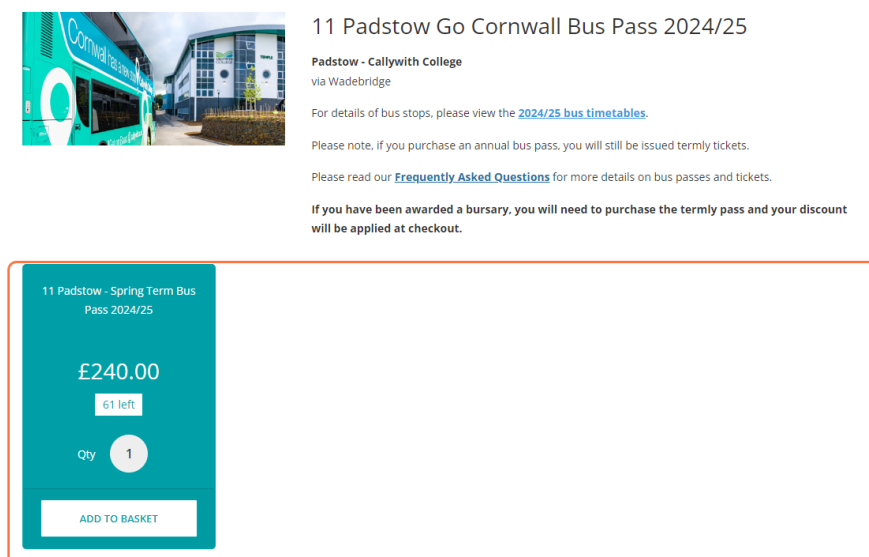 Cornwall has a new
11 Padstow Go Cornwall Bus Pass 2024/25
Padstow - Callywith College
via Wadebridge
For details of bus stops, please view the 2024/25 bus timetables.
Please note, if you purchase an annual bus pass, you will still be issued termly tickets.
Please read our Frequently Asked Questions for more details on bus passes and tickets.
If you have been awarded a bursary, you will need to purchase the termly pass and your discount
will be applied at checkout.
11 Padstow - Spring Term Bus
Pass 2024/25
£240.00
61 left
Qty 1
ADD TO BASKET